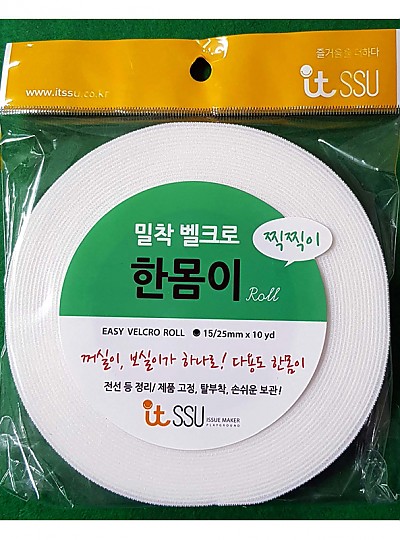 즐거움을 더하다
www.itssu.co.kr
it SSU
밀착 벨크로
찍찍이
한몸이
Roll
EASY VELCRO ROLL ● 15/25mm x 10 yd
꺼실이, 보실이가 하나로! 다용도 한몸이
전선 등 정리/ 제품 고정, 탈부착, 손쉬운 보관!
it SSU
ISSUE MAKER
PLAYGROUND